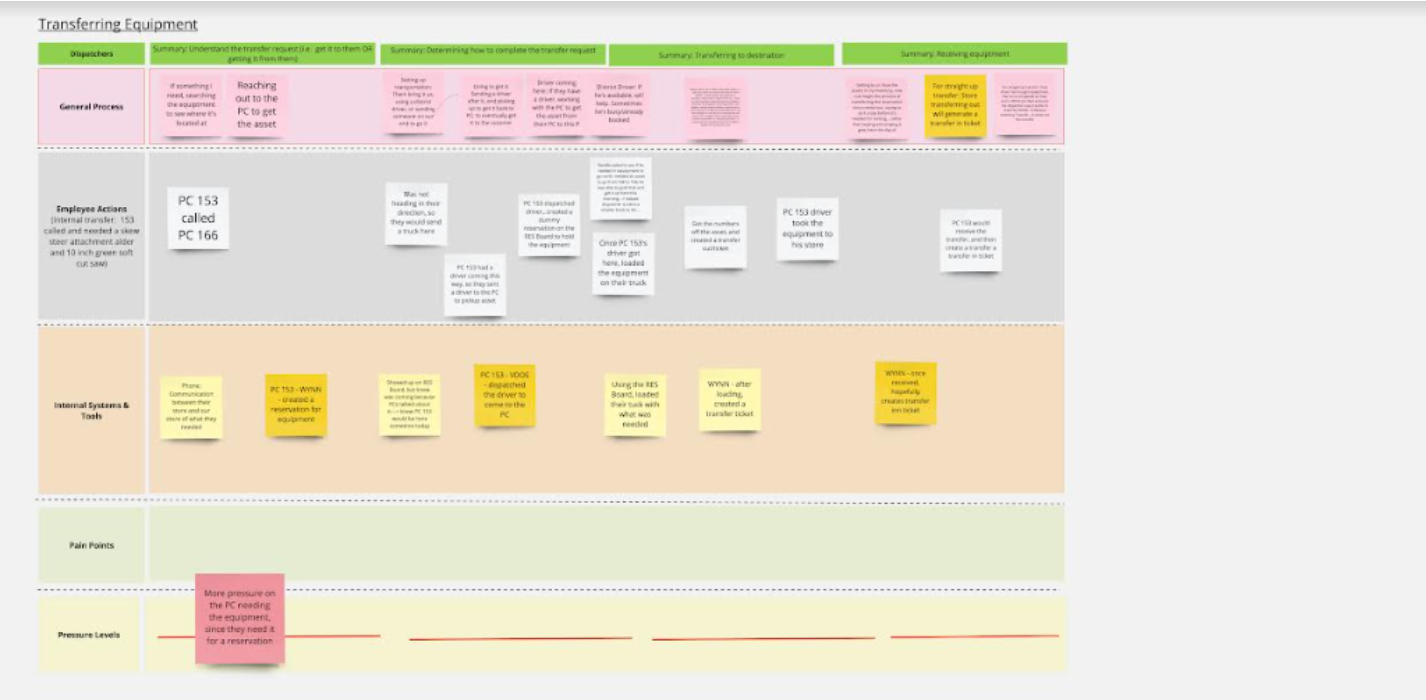 Transferring Equipment
Dispatchers
Summary: Understand the transfer request (i.e. get it to them OR
getting it from them)
Summary: Determining how to complete the transfer request
Summary: Transferring to destination
Summary: Receiving equipment
General Process
If something I
need, searching
the equipment
to see where it's
located at
Reaching
out to the
PC to get
the asset
Setting up
transportation:
Them bring it us,
using a shared
driver, or sending
someone on our
end to go it
Going to get it:
Sending a driver
after it, and picking
up to get it back to
PC, to eventually get
it to the customer
Driver coming
here; if they have
a driver, working
with the PC to get
the asset from
their PC to this P
Shared Driver: If
he's available, will
help. Sometimes
he's busy/already
booked
For straight up
transfer: Store
transferring out
will generate a
transfer in ticket
Employee Actions
(Internal transfer: 153
called and needed a skew
steer attachment alder
and 10 inch green soft
cut saw)
PC 153
called
PC 166
Was not
heading in their
direction, so
they would send
a truck here
PC 153 had a
driver coming this
way, so they sent
a driver to the PC
to pickup asset
PC 153 dispatched
driver...created a
dummy
reservation on the
RES Board to hold
the equipment
Once PC 153's
driver got
here, loaded
the equipment
on their truck
Got the numbers
off the asset, and
created a transfer
out ticket
PC 153 driver
took the
equipment to
his store
PC 153 would
receive the
transfer, and then
create a transfer a
transfer in ticket
Internal Systems &
Tools
Phone:
Communication
between their
store and our
store of what they
needed
PC 153 - WYNN
- created a
reservation for
equipment
Showed up on RES
Board, but knew
was coming because
PCs talked about
it -- I knew PC 153
would be here
sometime today
PC 153 - VDOS
- dispatched
the driver to
come to the
PC
Using the RES
Board, loaded
their tuck with
what was
needed
WYNN - after
loading,
created a
transfer ticket
WYNN - once
received,
hopefully
creates transfer
inn ticket
Pain Points
Pressure Levels
More pressure on
the PC needing
the equipment,
since they need it
for a reservation